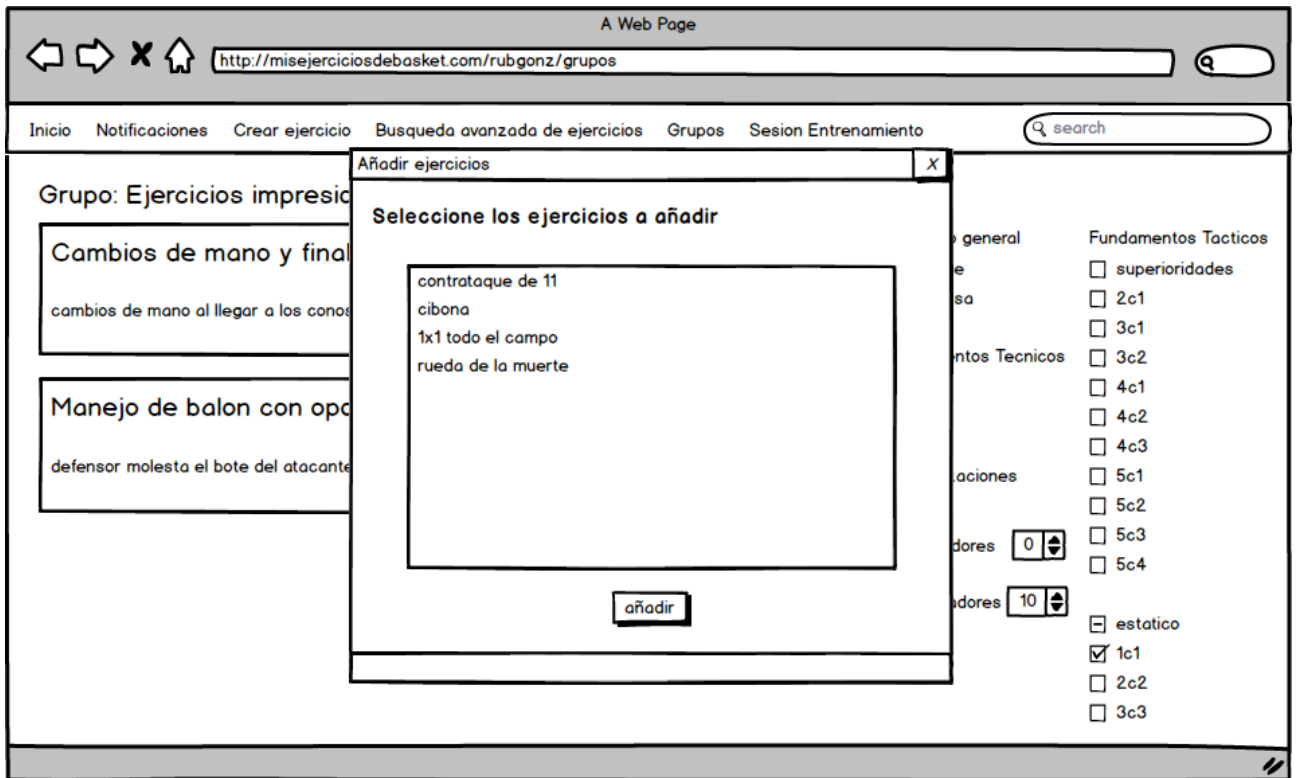 A Web Page
http://misejerciciosdebasket.com/rubgonz/grupos
Inicio Notificaciones Crear ejercicio Busqueda avanzada de ejercicios Grupos Sesion Entrenamiento search
Añadir ejercicios X
Seleccione los ejercicios a añadir
contrataque de 11
cibona
1x1 todo el campo
rueda de la muerte
añadir
Grupo: Ejercicios impresio
Cambios de mano y final
cambios de mano al llegar a los conos
Manejo de balon con opo
defensor molesta el bote del atacante
general
sa
ntos Tecnicos
aciones
dores 0
adores 10
Fundamentos Tacticos
superioridades
2c1
3c1
3c2
4c1
4c2
4c3
5c1
5c2
5c3
5c4
estatico
1c1
2c2
3c3